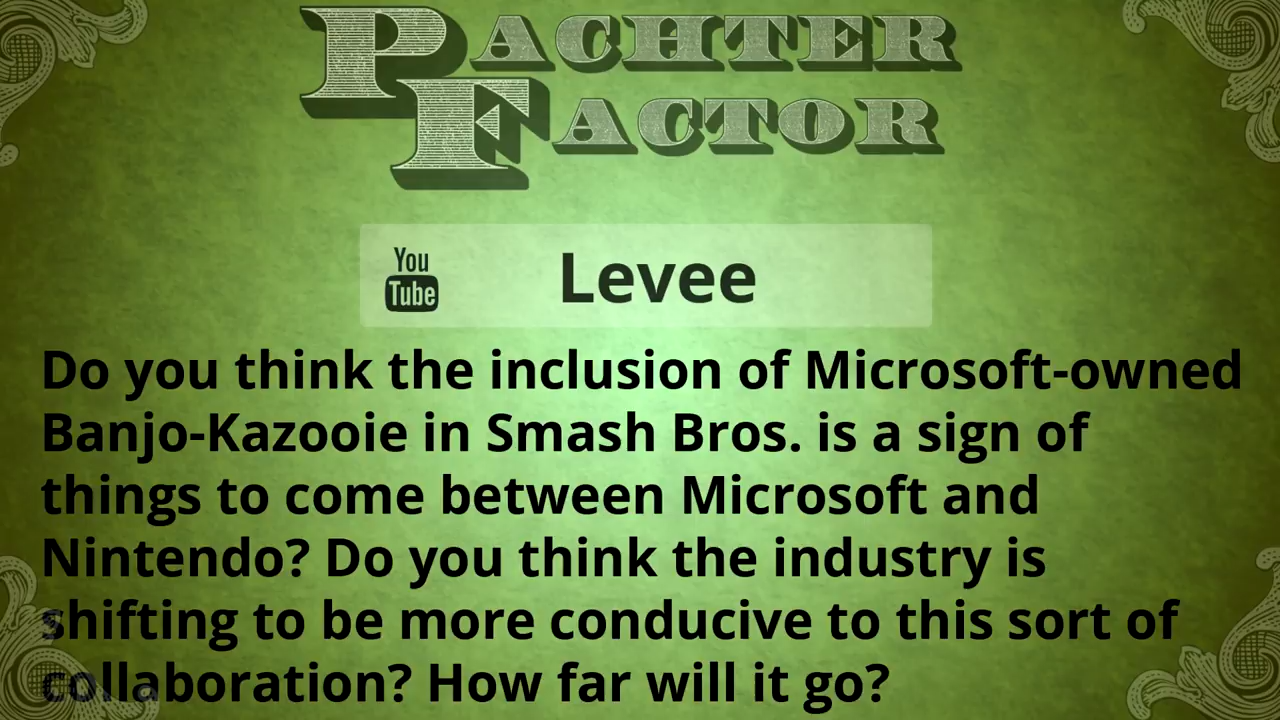 PACHTER
FACTOR
You
Tube
Levee
Do you think the inclusion of Microsoft-owned
Banjo-Kazooie in Smash Bros. is a sign of
things to come between Microsoft and
Nintendo? Do you think the industry is
shifting to be more conducive to this sort of
collaboration? How far will it go?